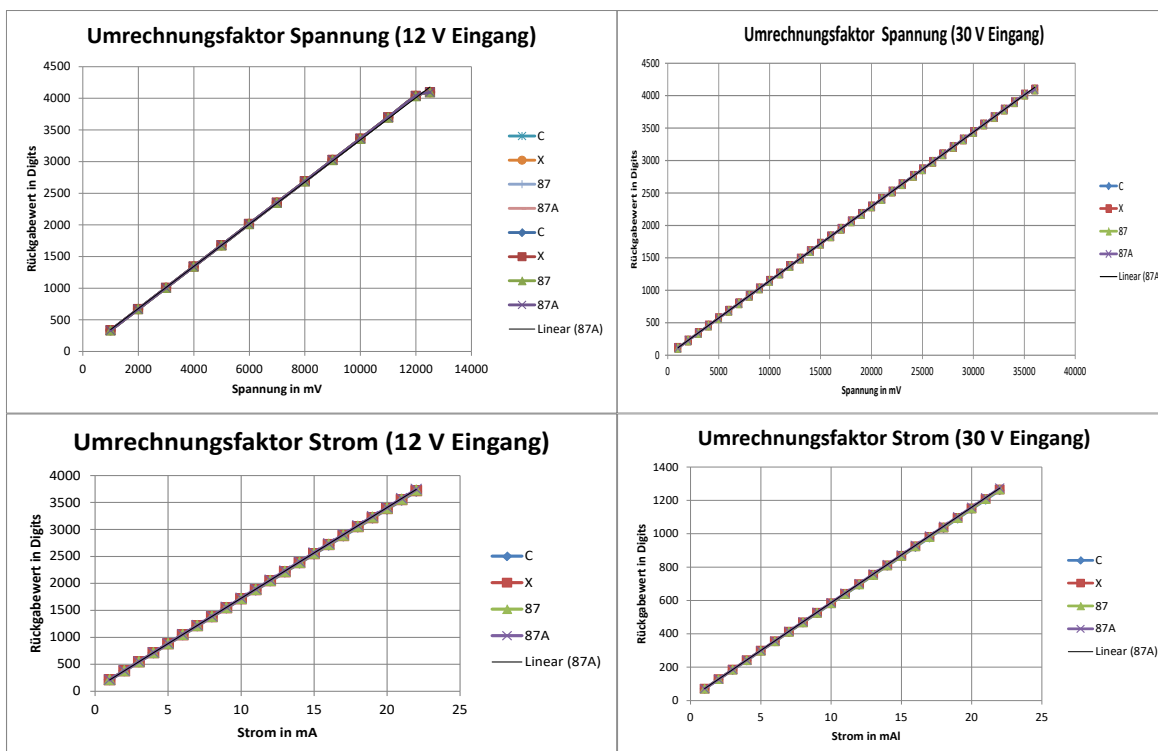 Umrechnungsfaktor Spannung (12 V Eingang)
Rückgabewert in Digits
4500
4000
3500
3000
2500
2000
1500
1000
500
0
0 2000 4000 6000 8000 10000 12000 14000
Spannung in mV
C
X
87
87A
C
X
87
87A
Linear (87A)
Umrechnungsfaktor Spannung (30 V Eingang)
Rückgabewert in Digits
4500
4000
3500
3000
2500
2000
1500
1000
500
0
0 5000 10000 15000 20000 25000 30000 35000 40000
Spannung in mV
C
X
87
87A
Linear (87A)
Umrechnungsfaktor Strom (12 V Eingang)
Rückgabewert in Digits
4000
3500
3000
2500
2000
1500
1000
500
0
0 5 10 15 20 25
Strom in mA
C
X
87
87A
Linear (87A)
Umrechnungsfaktor Strom (30 V Eingang)
Rückgabewert in Digits
1400
1200
1000
800
600
400
200
0
0 5 10 15 20 25
Strom in mAl
C
X
87
87A
Linear (87A)